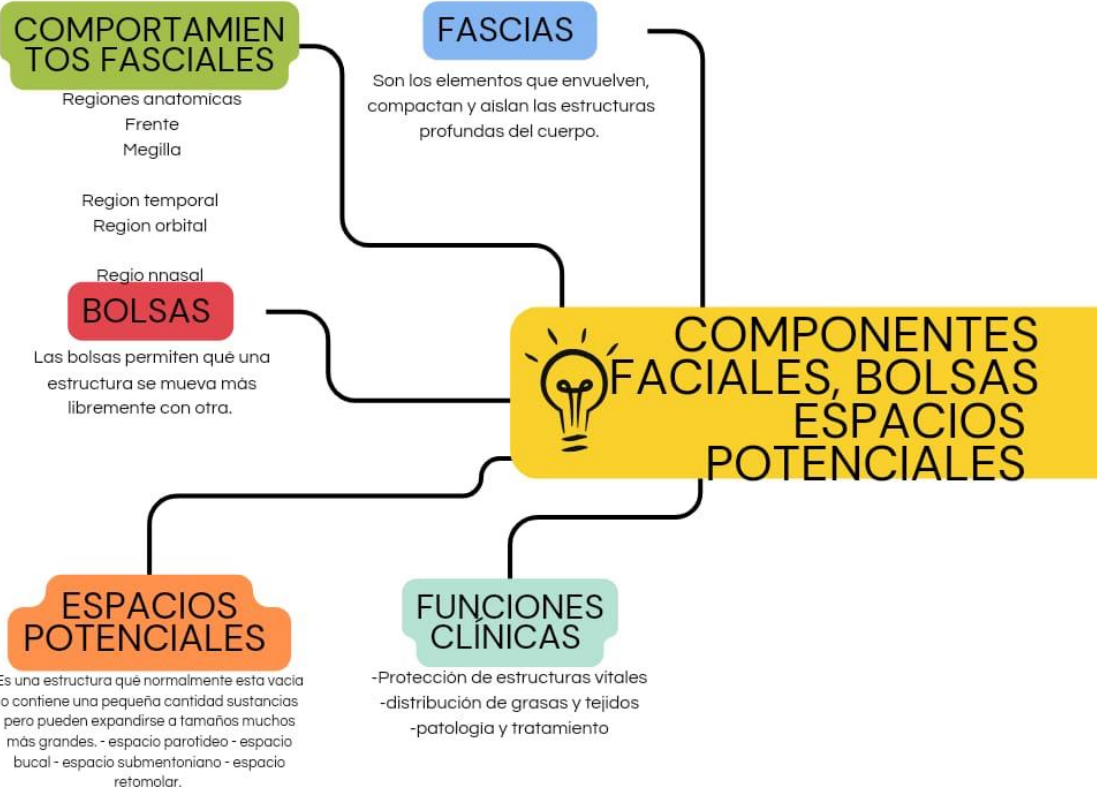 COMPORTAMIEN
TOS FASCIALES
Regiones anatomícas
Frente
Megilla
Region temporal
Region orbital
Regio nnasal
FASCIAS
Son los elementos que envuelven,
compactan y aíslan las estructuras
profundas del cuerpo.
BOLSAS
Las bolsas permiten qué una
estructura se mueva más
libremente con otra.
COMPONENTES
FACIALES, BOLSAS
ESPACIOS
POTENCIALES
ESPACIOS
POTENCIALES
Es una estructura qué normalmente esta vacía
o contiene una pequeña cantidad sustancias
pero pueden expandirse a tamaños muchos
más grandes. - espacio parotideo - espacio
bucal - espacio submentoniano - espacio
retomolar.
FUNCIONES
CLÍNICAS
-Protección de estructuras vitales
-distribución de grasas y tejidos
-patología y tratamiento